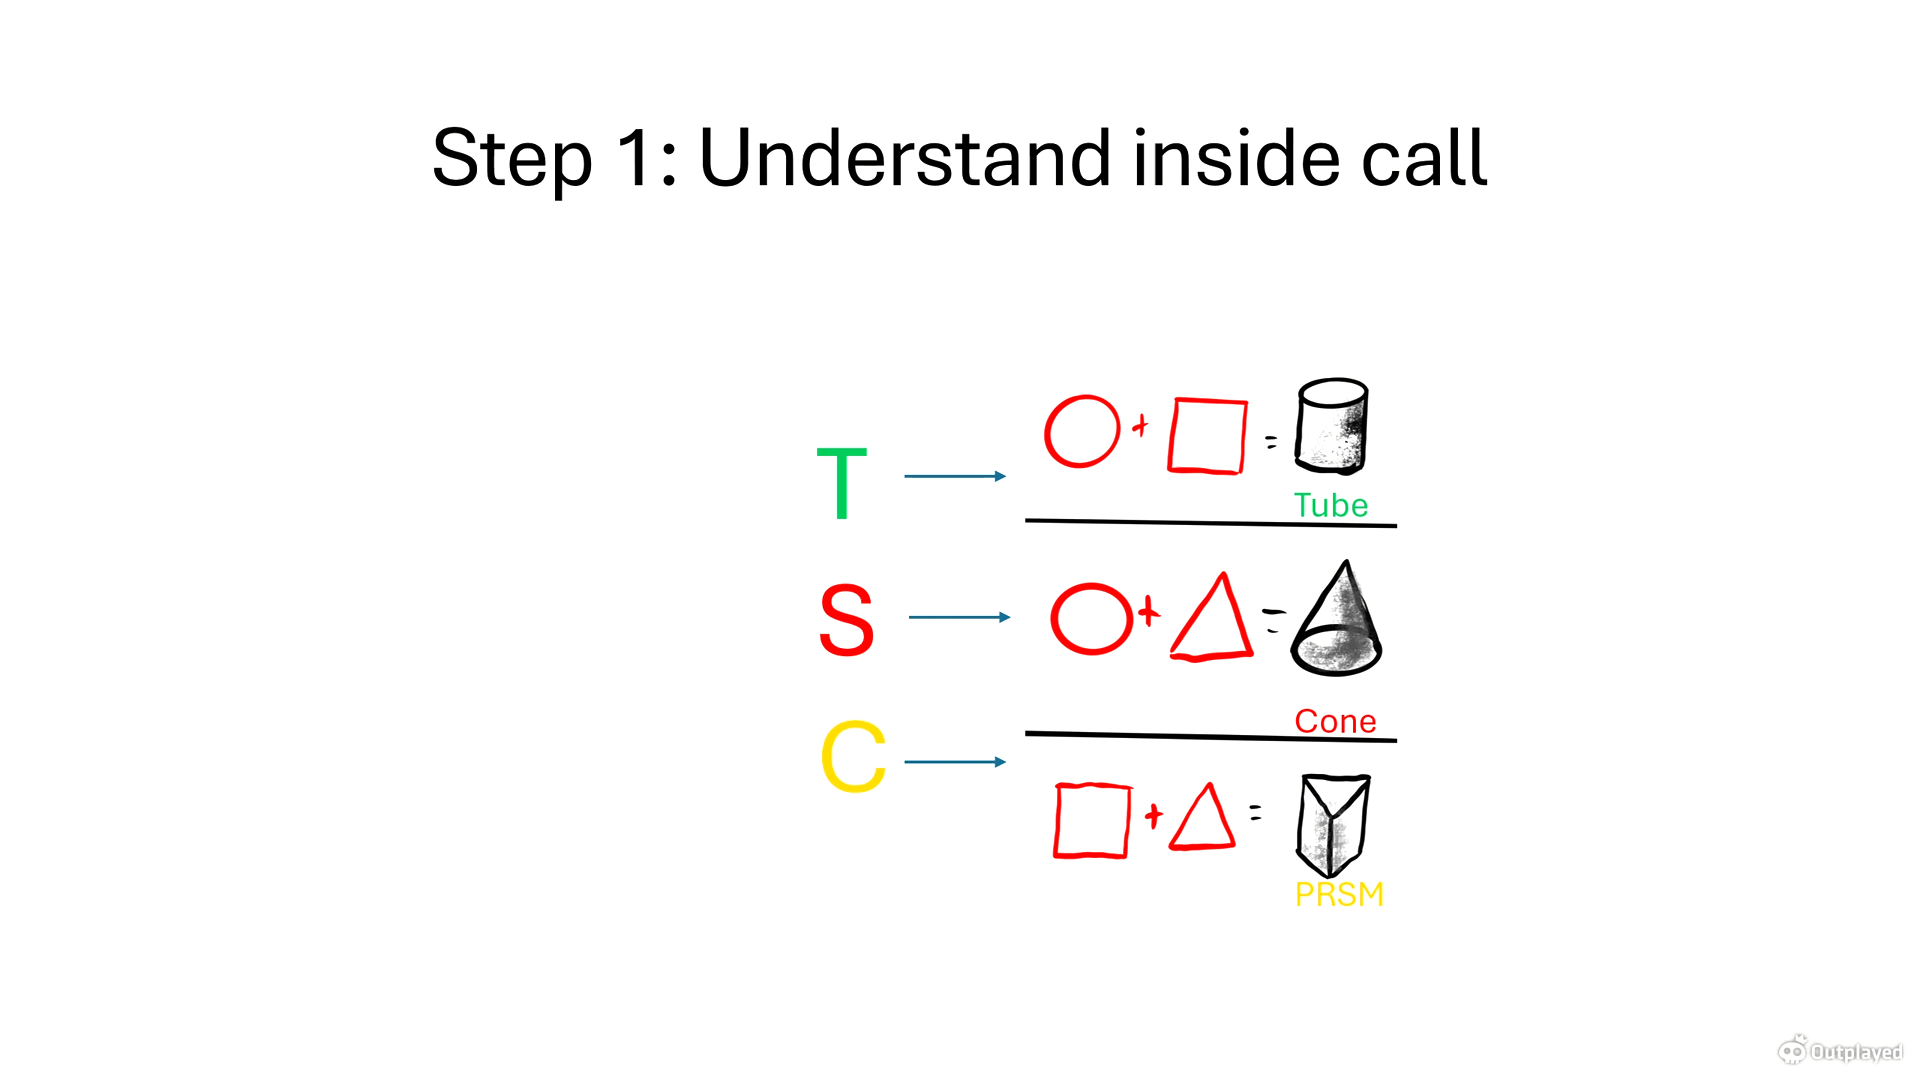 Step 1: Understand inside call
T
+ =
Tube
S
+ =
Cone
C
+ =
PRSM
Outplayed